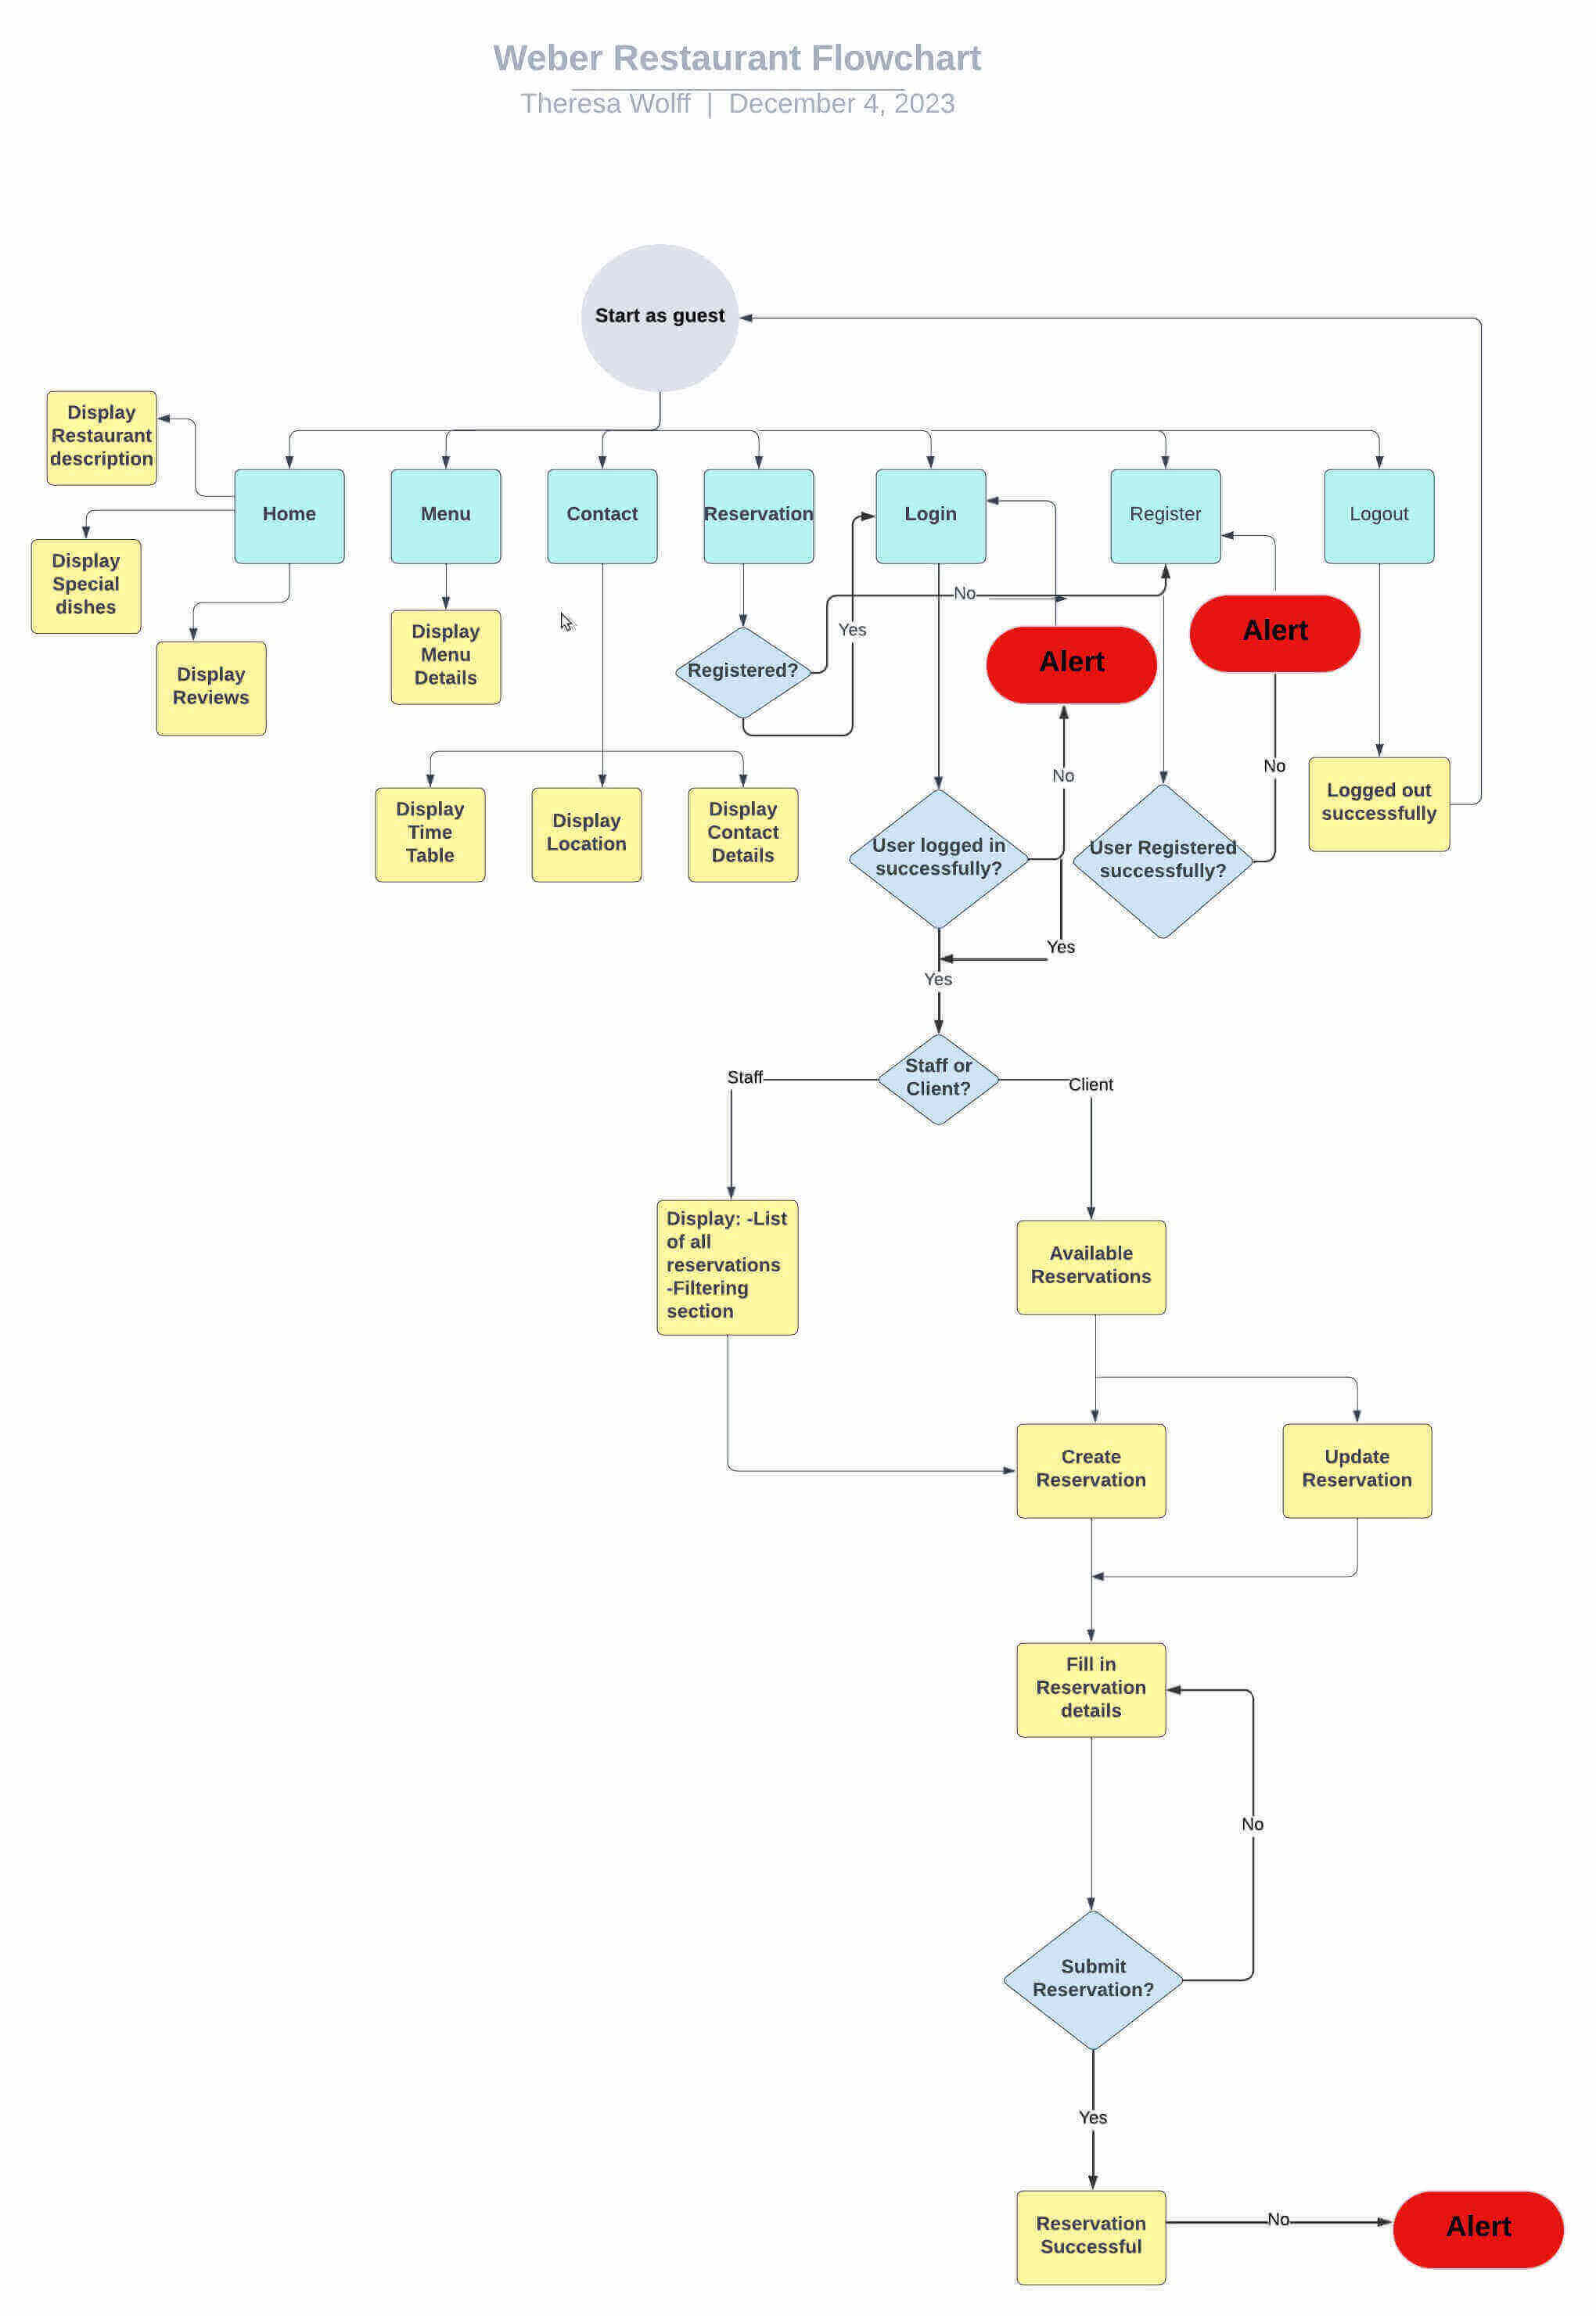 Weber Restaurant Flowchart
Theresa Wolff | December 4, 2023
Start as guest
Display
Restaurant
description
Home
Menu
Contact
Reservation
Login
Register
Logout
Display
Special
dishes
Display
Reviews
Display
Menu
Details
Registered?
Yes
No
Alert
Alert
No
No
Display
Time
Table
Display
Location
Display
Contact
Details
User logged in
successfully?
User Registered
successfully?
Logged out
successfully
Yes
Yes
Staff or
Client?
Staff
Client
Display: -List
of all
reservations
-Filtering
section
Available
Reservations
Create
Reservation
Update
Reservation
Fill in
Reservation
details
No
Submit
Reservation?
Yes
Reservation
Successful
No
Alert